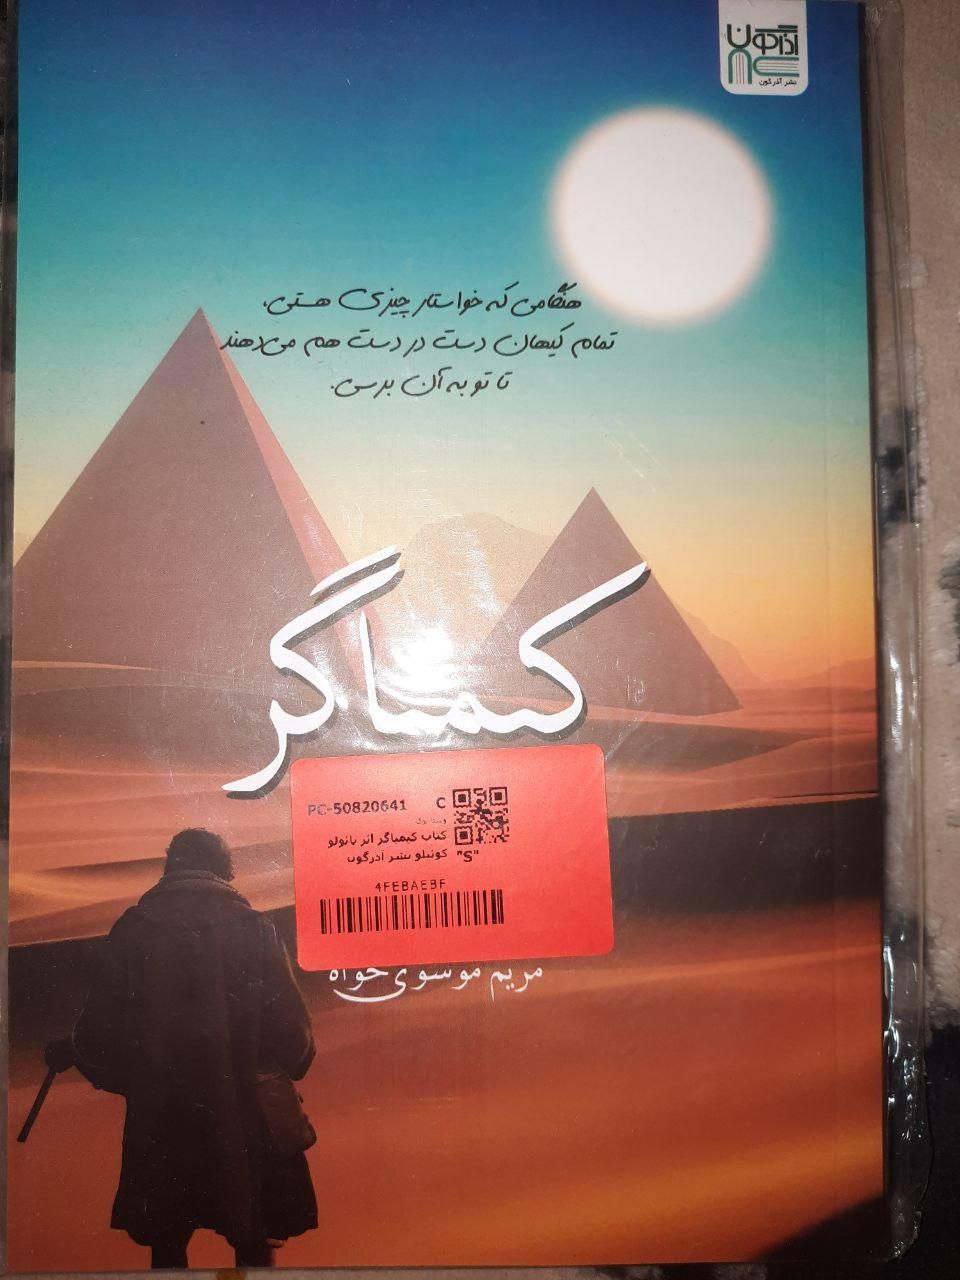 آذرگون
نشر آذرگون
هنگامی که خواستار چیزی هستی،
تمام کیهان دست در دست هم می‌دهند
تا تو به آن برسی.
کیمیاگر
PC-50820641 C
کتاب کیمیاگر اثر پائولو
کوئیلو نشر آذرگون "S"
4FEBAEBF
مریم موسوی خواه